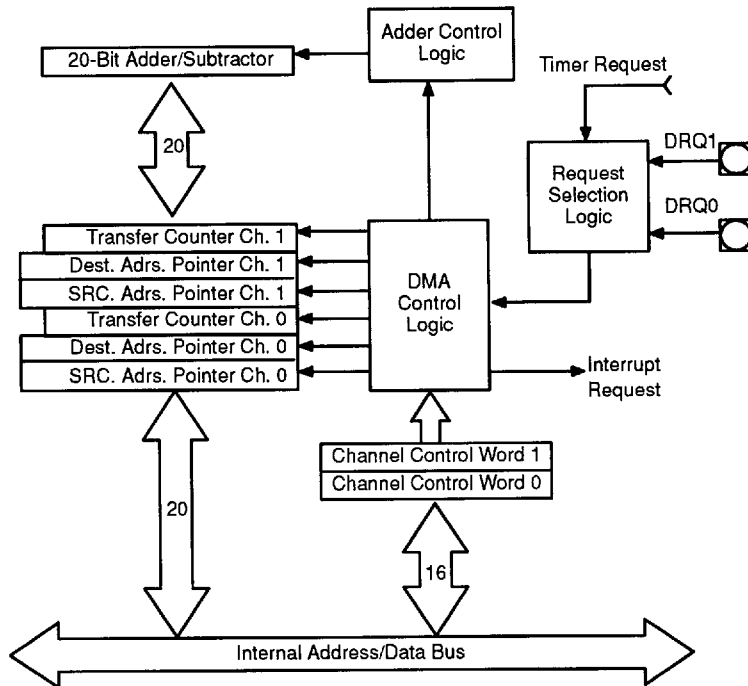 Adder Control
Logic
20-Bit Adder/Subtractor
Timer Request
20
DRQ1
Request
Selection
Logic
DRQ0
Transfer Counter Ch. 1
Dest. Adrs. Pointer Ch. 1
SRC. Adrs. Pointer Ch. 1
Transfer Counter Ch. 0
Dest. Adrs. Pointer Ch. 0
SRC. Adrs. Pointer Ch. 0
DMA
Control
Logic
Interrupt
Request
Channel Control Word 1
Channel Control Word 0
20
16
Internal Address/Data Bus